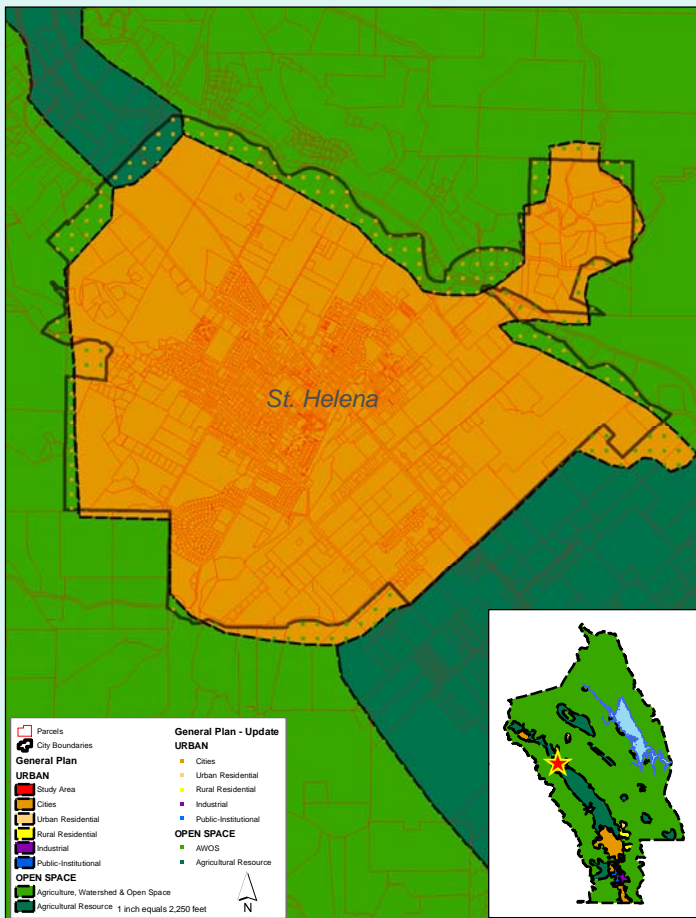 St. Helena
Parcels
City Boundaries
General Plan
URBAN
Study Area
Cities
Urban Residential
Rural Residential
Industrial
Public-Institutional
OPEN SPACE
Agriculture, Watershed & Open Space
Agricultural Resource
General Plan - Update
URBAN
Cities
Urban Residential
Rural Residential
Industrial
Public-Institutional
OPEN SPACE
AWOS
Agricultural Resource
1 inch equals 2,250 feet
N